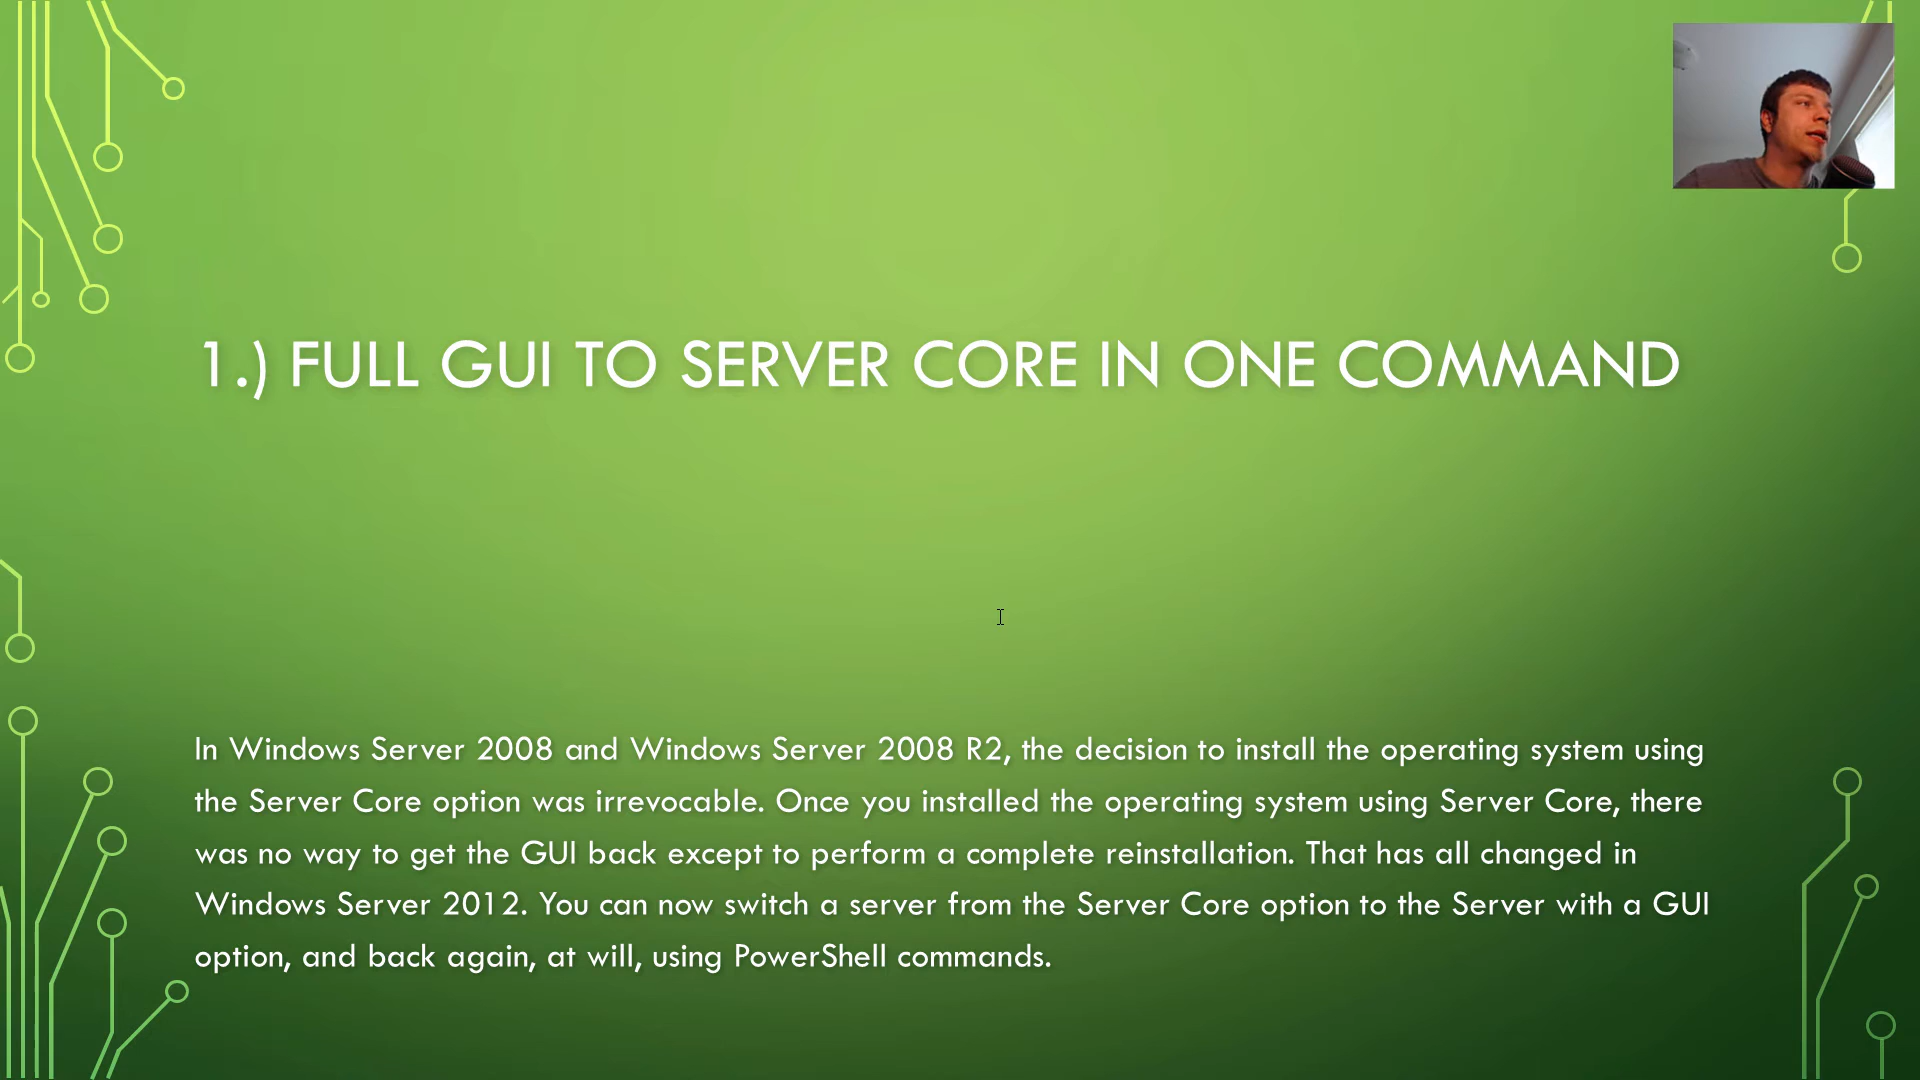 1.) FULL GUI TO SERVER CORE IN ONE COMMAND
In Windows Server 2008 and Windows Server 2008 R2, the decision to install the operating system using
the Server Core option was irrevocable. Once you installed the operating system using Server Core, there
was no way to get the GUI back except to perform a complete reinstallation. That has all changed in
Windows Server 2012. You can now switch a server from the Server Core option to the Server with a GUI
option, and back again, at will, using PowerShell commands.